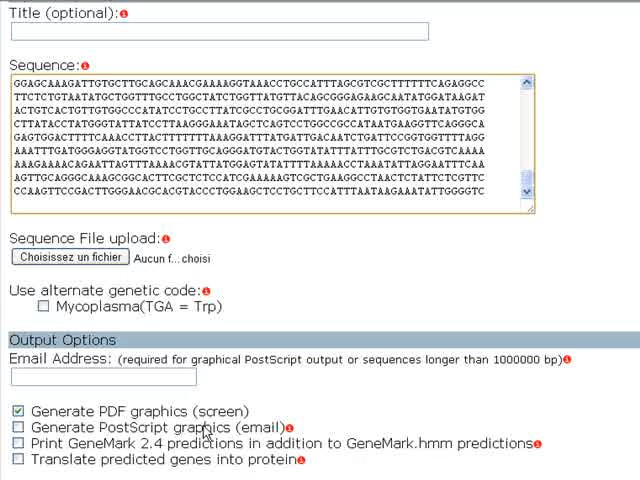 Title (optional):
Sequence:
GGAGCAAAGATTGTGCTTGCAGCAAACGAAAAGGTAAACCTGCCATTTAGCGTCGCTTTTTTCAGAGGCC
TTCTCTGTAATATGCTGGTTTGCCTGGCTATCTGGTTATGTTACAGCGGGAGAAGCAATATGGATAAGAT
ACTGTCACTGTTGTGGCCCATATCCTGCCTTATCGCCTGCGGATTTGAACATTGTGTGGTGAATATGTGG
CTTATACCTATGGGTATTATCCTTAAGGGAAATAGCTCAGTCCTGGCCGCCATAATGAAGGTTCAGGGCA
GAGTGGACTTTTCAAACCTTACTTTTTTTAAAGGATTTATGATTGACAATCTGATTCCGGTGGTTTTAGG
AAATTTGATGGGAGGTATGGTCCTGGTTGCAGGGATGTACTGGTATATTTATTTGCGTCTGACGTCAAAA
AAAGAAAACAGAATTAGTTTAAAACGTATTATGGAGTATATTTTAAAAACCTAAATATTAGGAATTTCAA
AGTTGCAGGGCAAAGCGGCACTTCGCTCTCCATCGAAAAAGTCGCTGAAGGCCTAACTCTATTCTCGTTC
CCAAGTTCCGACTTGGGAACGCACGTACCCTGGAAGCTCCTGCTTCCATTTAATAAGAAATATTGGGGTC
Sequence File upload:
Choisissez un fichier Aucun f... choisi
Use alternate genetic code:
Mycoplasma(TGA = Trp)
Output Options
Email Address: (required for graphical PostScript output or sequences longer than 1000000 bp)
Generate PDF graphics (screen)
Generate PostScript graphics (email)
Print GeneMark 2.4 predictions in addition to GeneMark.hmm predictions
Translate predicted genes into protein